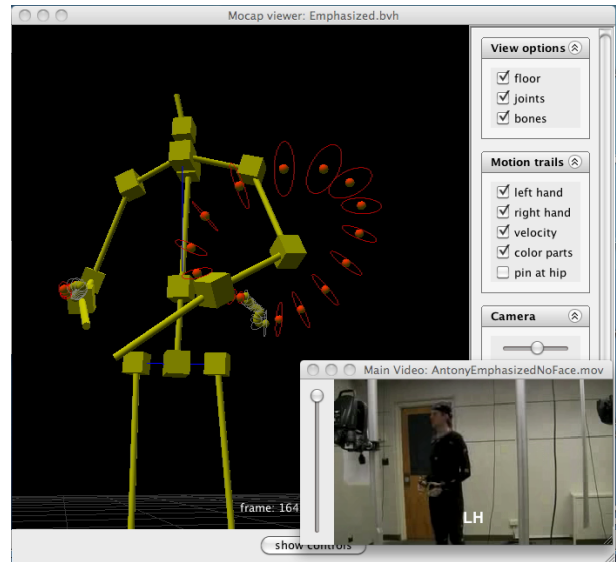 Mocap viewer: Emphasized.bvh
View options
floor
joints
bones
Motion trails
left hand
right hand
velocity
color parts
pin at hip
Camera
frame: 164
Main Video: AntonyEmphasizedNoFace.mov
LH
show controls